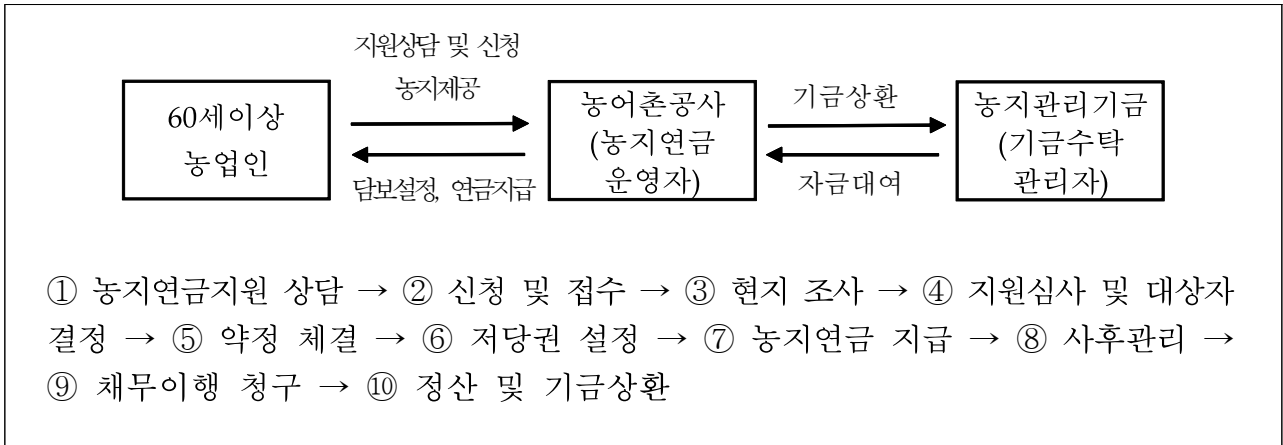 지원상담 및 신청
농지제공
60세이상
농업인
담보설정, 연금지급
농어촌공사
(농지연금
운영자)
기금상환
자금대여
농지관리기금
(기금수탁
관리자)
① 농지연금지원 상담 → ② 신청 및 접수 → ③ 현지 조사 → ④ 지원심사 및 대상자
결정 → ⑤ 약정 체결 → ⑥ 저당권 설정 → ⑦ 농지연금 지급 → ⑧ 사후관리 →
⑨ 채무이행 청구 → ⑩ 정산 및 기금상환